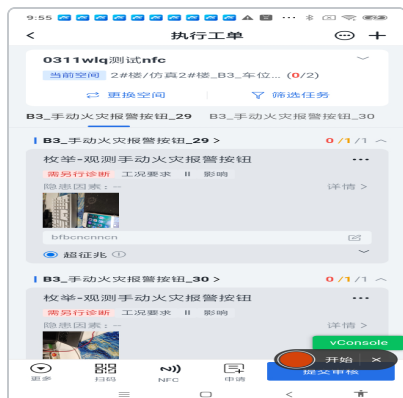 9:55
执行工单
0311wlq测试nfc
当前空间 2#楼/仿真2#楼_B3_车位... (0/2)
更换空间 筛选任务
B3_手动火灾报警按钮_29 B3_手动火灾报警按钮_30
B3_手动火灾报警按钮_29 > 0/1/1
枚举-观测手动火灾报警按钮
需另行诊断 工况要求 II 影响
隐患因素: -- 详情 >
bfbcncnncn
超征兆
B3_手动火灾报警按钮_30 > 0/1/1
枚举-观测手动火灾报警按钮
需另行诊断 工况要求 II 影响
隐患因素: -- 详情 >
vConsole
开始
更多 扫码 NFC 申请 提交审核